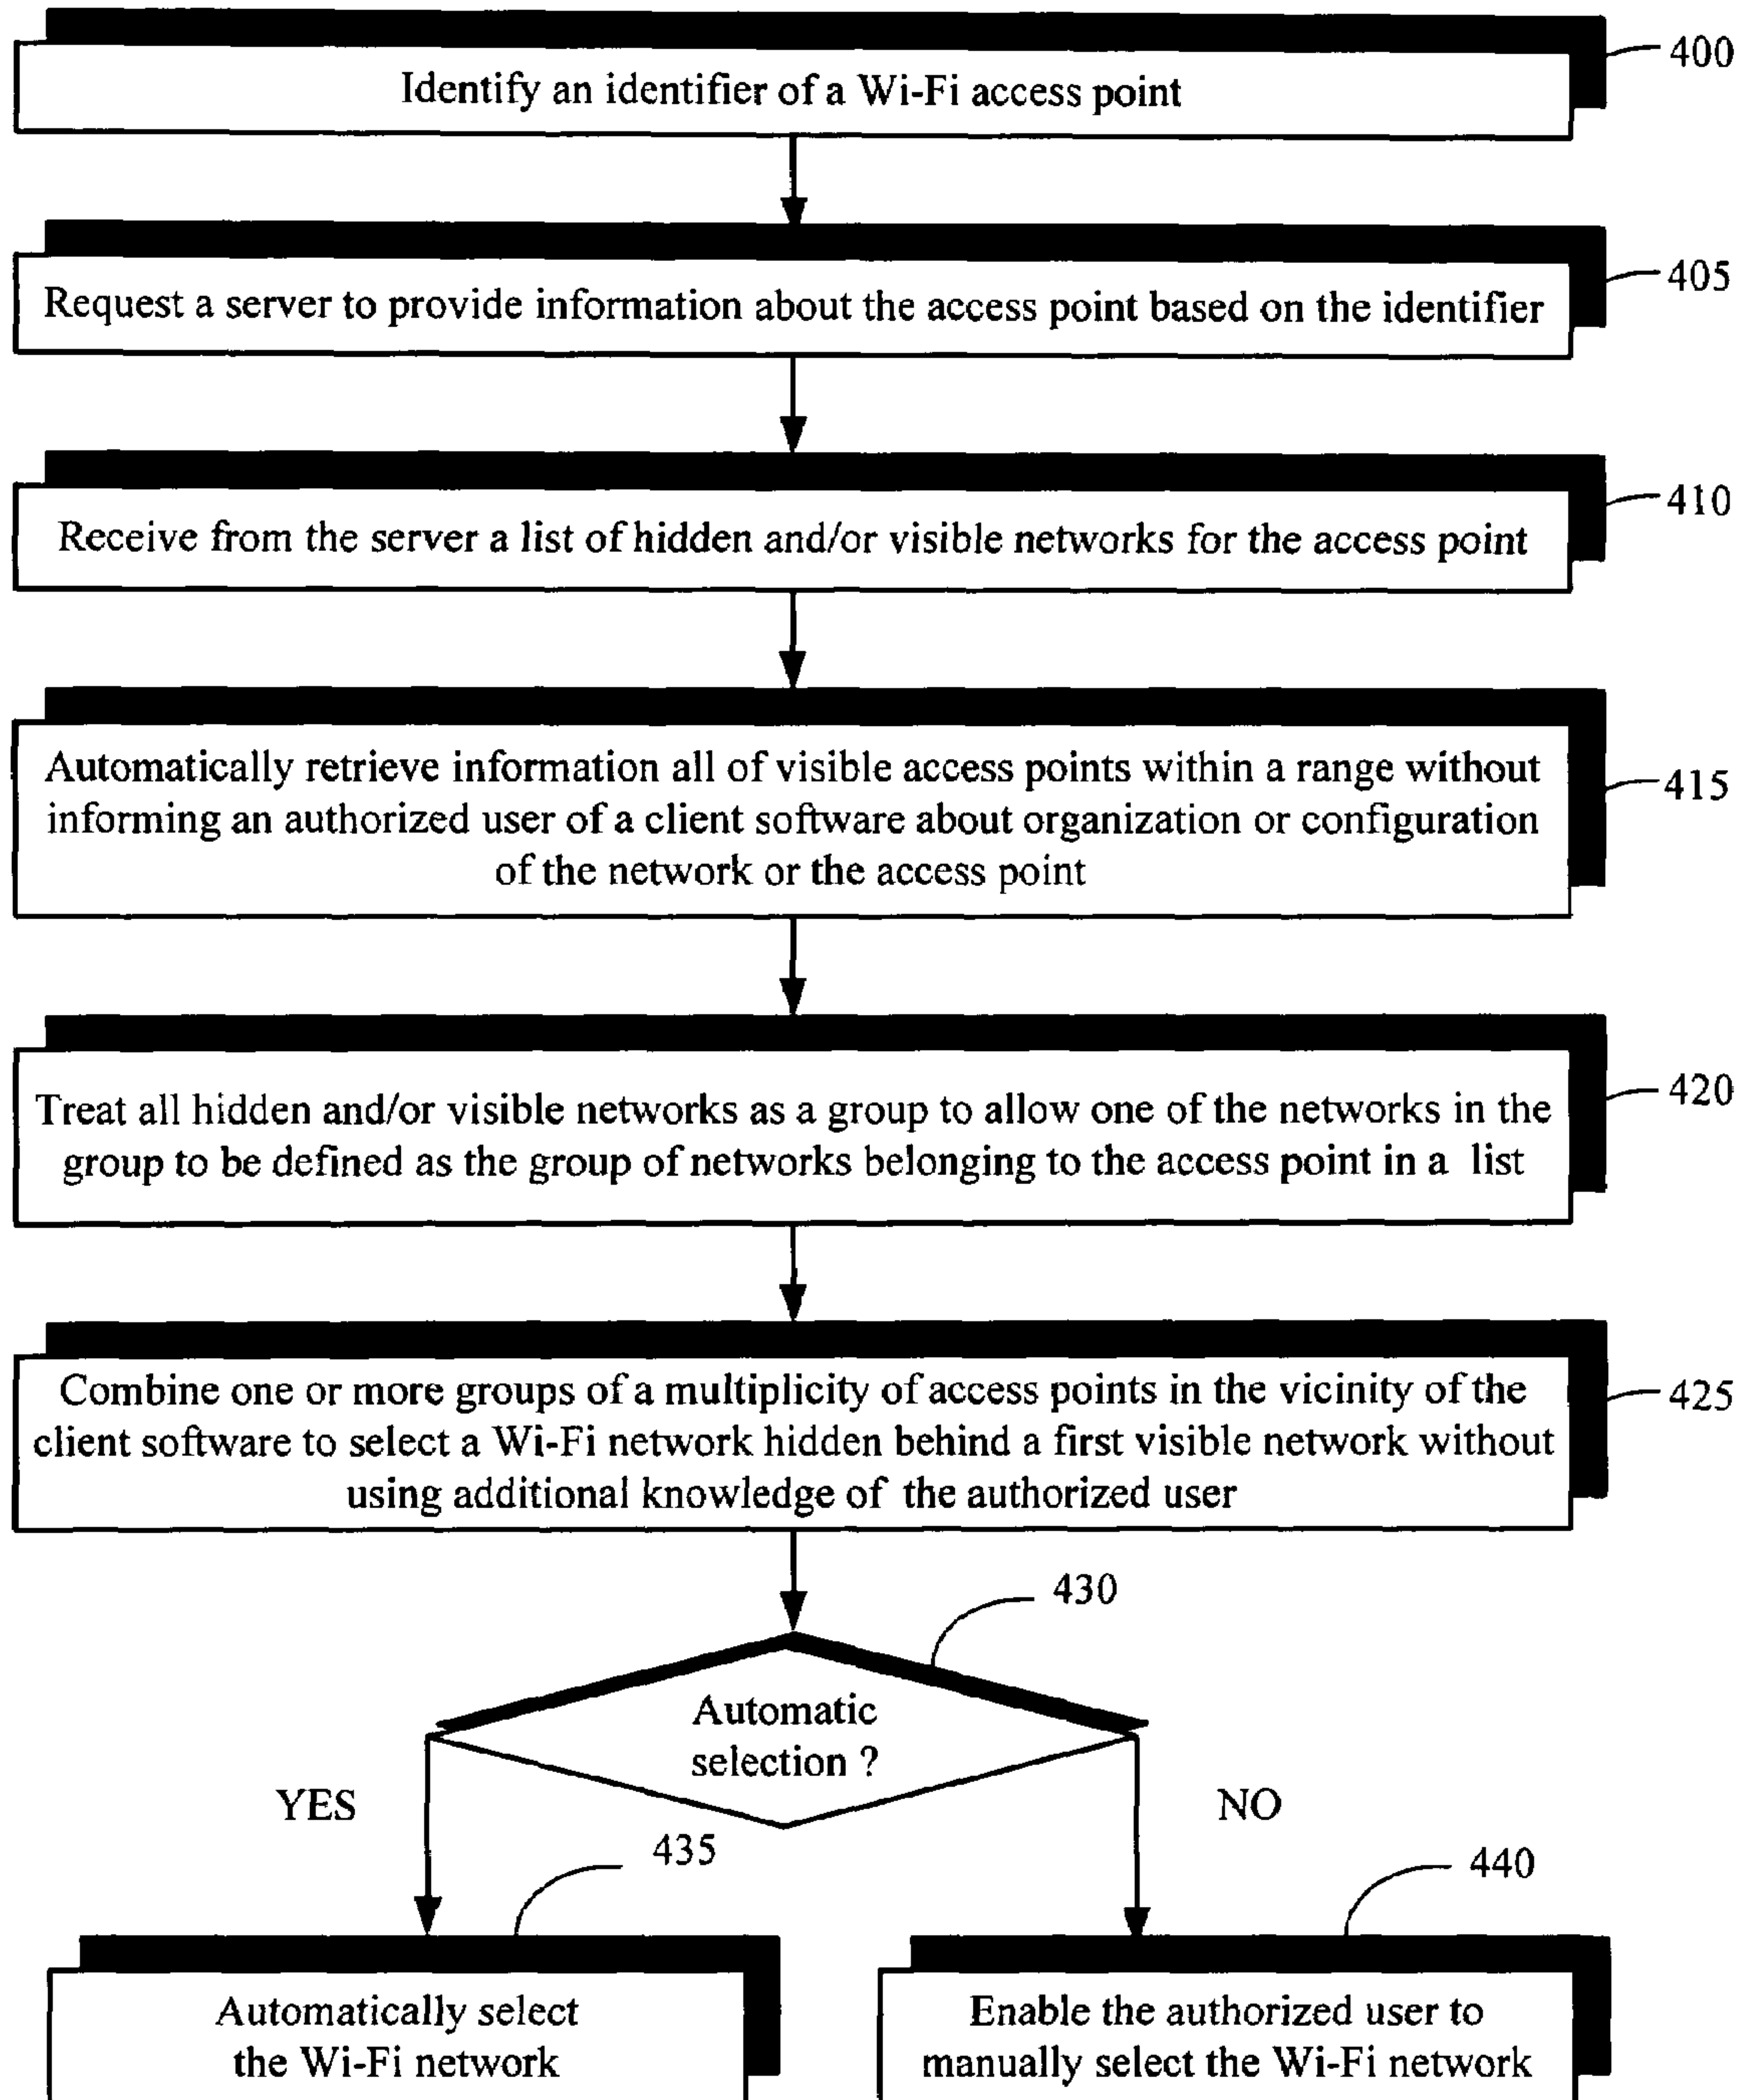 400
Identify an identifier of a Wi-Fi access point
405
Request a server to provide information about the access point based on the identifier
410
Receive from the server a list of hidden and/or visible networks for the access point
415
Automatically retrieve information all of visible access points within a range without
informing an authorized user of a client software about organization or configuration
of the network or the access point
420
Treat all hidden and/or visible networks as a group to allow one of the networks in the
group to be defined as the group of networks belonging to the access point in a list
425
Combine one or more groups of a multiplicity of access points in the vicinity of the
client software to select a Wi-Fi network hidden behind a first visible network without
using additional knowledge of the authorized user
430
Automatic
selection ?
YES
NO
435
440
Automatically select
the Wi-Fi network
Enable the authorized user to
manually select the Wi-Fi network